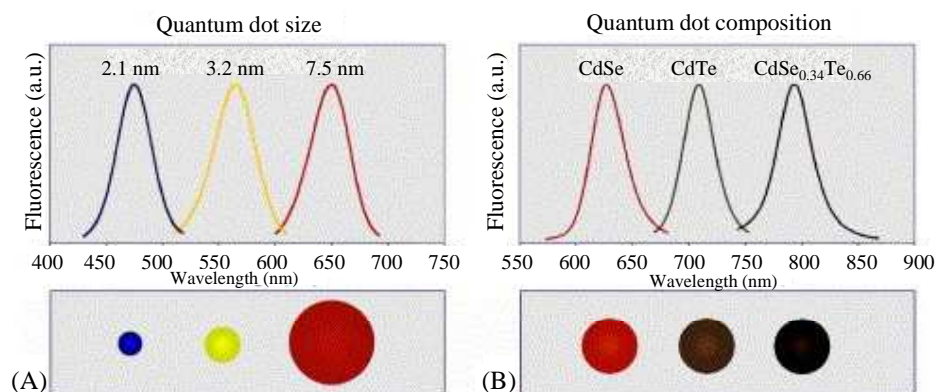 Quantum dot size
2.1 nm 3.2 nm 7.5 nm
Fluorescence (a.u.)
400 450 500 550 600 650 700 750
Wavelength (nm)
(A)
Quantum dot composition
CdSe CdTe CdSe0.34Te0.66
Fluorescence (a.u.)
550 600 650 700 750 800 850 900
Wavelength (nm)
(B)